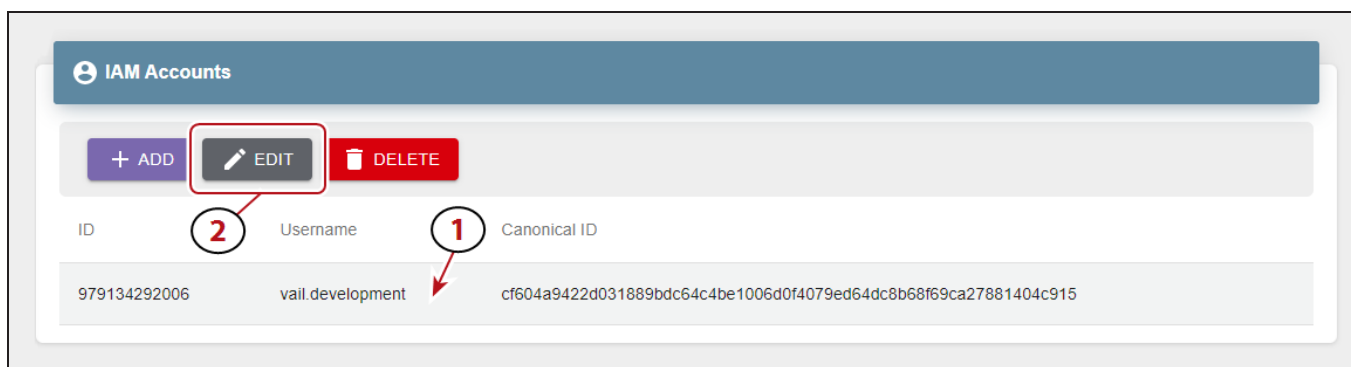 IAM Accounts
+ ADD EDIT DELETE
ID 2 Username 1 Canonical ID
979134292006 vail.development cf604a9422d031889bdc64c4be1006d0f4079ed64dc8b68f69ca27881404c915